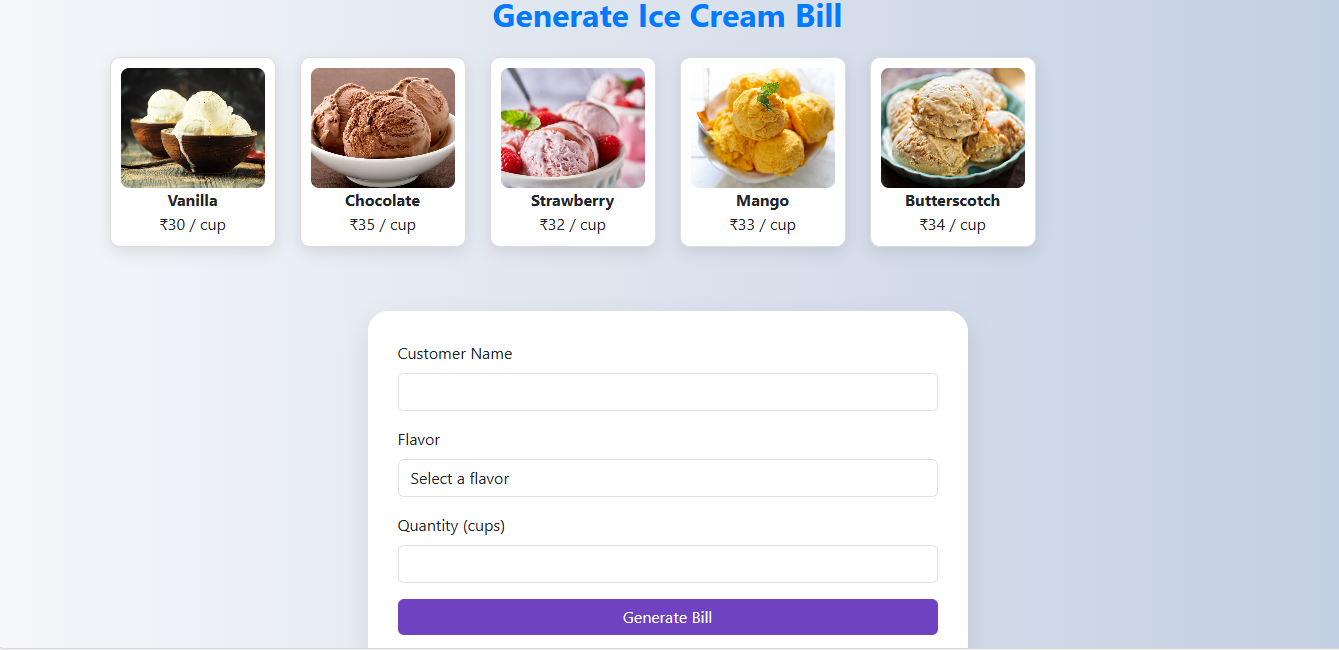 Generate Ice Cream Bill
Vanilla
₹30 / cup
Chocolate
₹35 / cup
Strawberry
₹32 / cup
Mango
₹33 / cup
Butterscotch
₹34 / cup
Customer Name
Flavor
Select a flavor
Quantity (cups)
Generate Bill